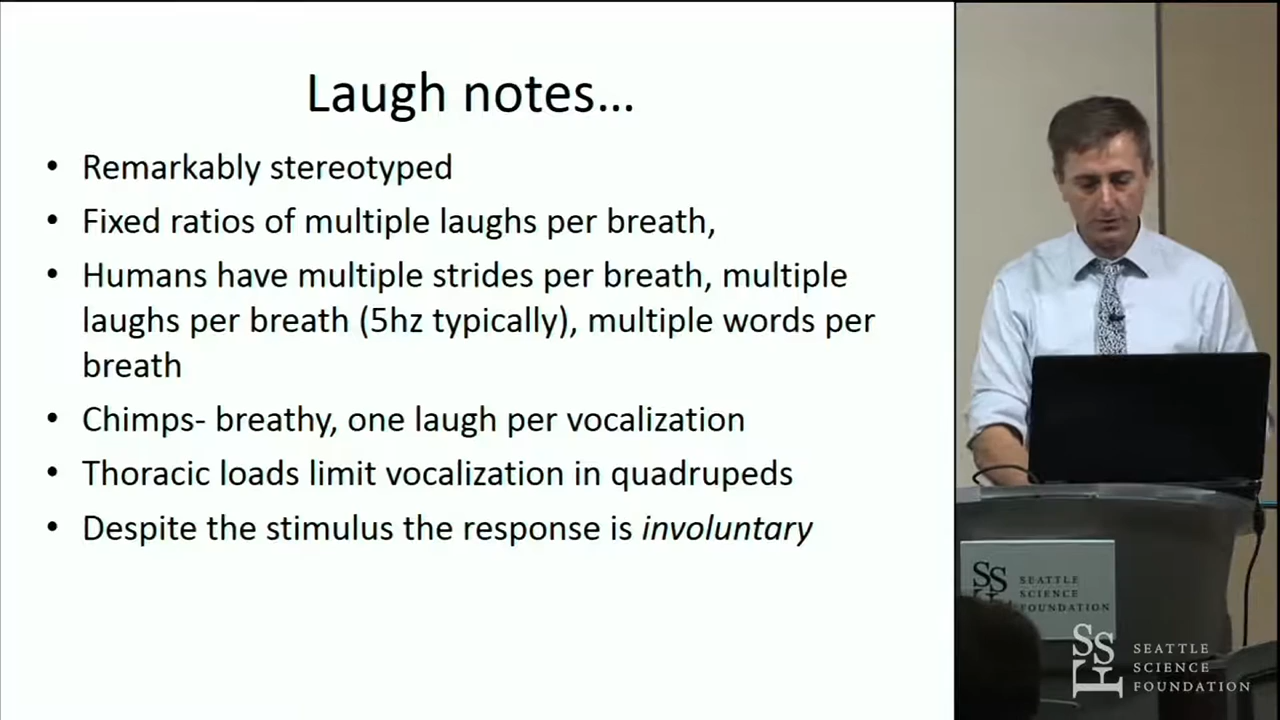 Laugh notes…
• Remarkably stereotyped
• Fixed ratios of multiple laughs per breath,
• Humans have multiple strides per breath, multiple
laughs per breath (5hz typically), multiple words per
breath
• Chimps- breathy, one laugh per vocalization
• Thoracic loads limit vocalization in quadrupeds
• Despite the stimulus the response is involuntary
SSF
SEATTLE
SCIENCE
FOUNDATION
SSF
SEATTLE
SCIENCE
FOUNDATION